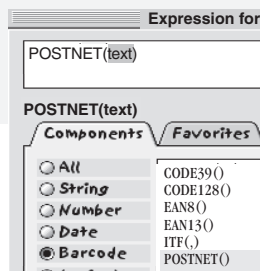 Expression for
POSTNET(text)
POSTNET(text)
Components Favorites
All
String
Number
Date
Barcode
CODE39()
CODE128()
EAN8()
EAN13()
ITF(,)
POSTNET()